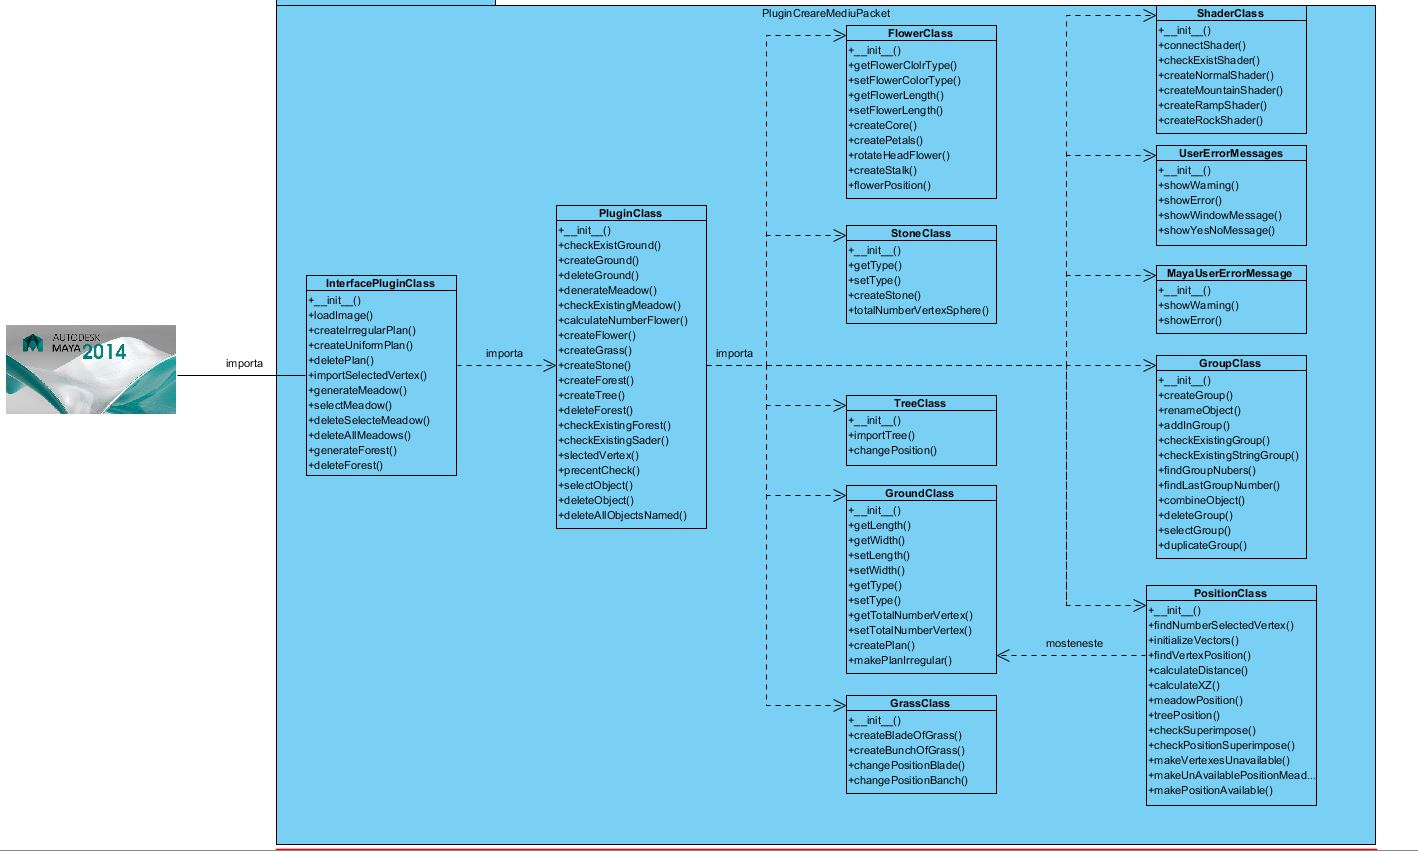 PluginCreareMediuPacket
AUTODESK
MAYA 2014
importa
InterfacePluginClass
+__init__()
+loadImage()
+createIrregularPlan()
+createUniformPlan()
+deletePlan()
+importSelectedVertex()
+generateMeadow()
+selectMeadow()
+deleteSelecteMeadow()
+deleteAllMeadows()
+generateForest()
+deleteForest()
importa
PluginClass
+__init__()
+checkExistGround()
+createGround()
+deleteGround()
+denerateMeadow()
+checkExistingMeadow()
+calculateNumberFlower()
+createFlower()
+createGrass()
+createStone()
+createForest()
+createTree()
+deleteForest()
+checkExistingForest()
+checkExistingSader()
+slectedVertex()
+precentCheck()
+selectObject()
+deleteObject()
+deleteAllObjectsNamed()
importa
FlowerClass
+__init__()
+getFlowerClolrType()
+setFlowerColorType()
+getFlowerLength()
+setFlowerLength()
+createCore()
+createPetals()
+rotateHeadFlower()
+createStalk()
+flowerPosition()
StoneClass
+__init__()
+getType()
+setType()
+createStone()
+totalNumberVertexSphere()
TreeClass
+__init__()
+importTree()
+changePosition()
GroundClass
+__init__()
+getLength()
+getWidth()
+setLength()
+setWidth()
+getType()
+setType()
+getTotalNumberVertex()
+setTotalNumberVertex()
+createPlan()
+makePlanIrregular()
GrassClass
+__init__()
+createBladeOfGrass()
+createBunchOfGrass()
+changePositionBlade()
+changePositionBanch()
ShaderClass
+__init__()
+connectShader()
+checkExistShader()
+createNormalShader()
+createMountainShader()
+createRampShader()
+createRockShader()
UserErrorMessages
+__init__()
+showWarning()
+showError()
+showWindowMessage()
+showYesNoMessage()
MayaUserErrorMessage
+__init__()
+showWarning()
+showError()
GroupClass
+__init__()
+createGroup()
+renameObject()
+addInGroup()
+checkExistingGroup()
+checkExistingStringGroup()
+findGroupNubers()
+findLastGroupNumber()
+combineObject()
+deleteGroup()
+selectGroup()
+duplicateGroup()
mosteneste
PositionClass
+__init__()
+findNumberSelectedVertex()
+initializeVectors()
+findVertexPosition()
+calculateDistance()
+calculateXZ()
+meadowPosition()
+treePosition()
+checkSuperimpose()
+checkPositionSuperimpose()
+makeVertexesUnavailable()
+makeUnAvailablePositionMead...
+makePositionAvailable()